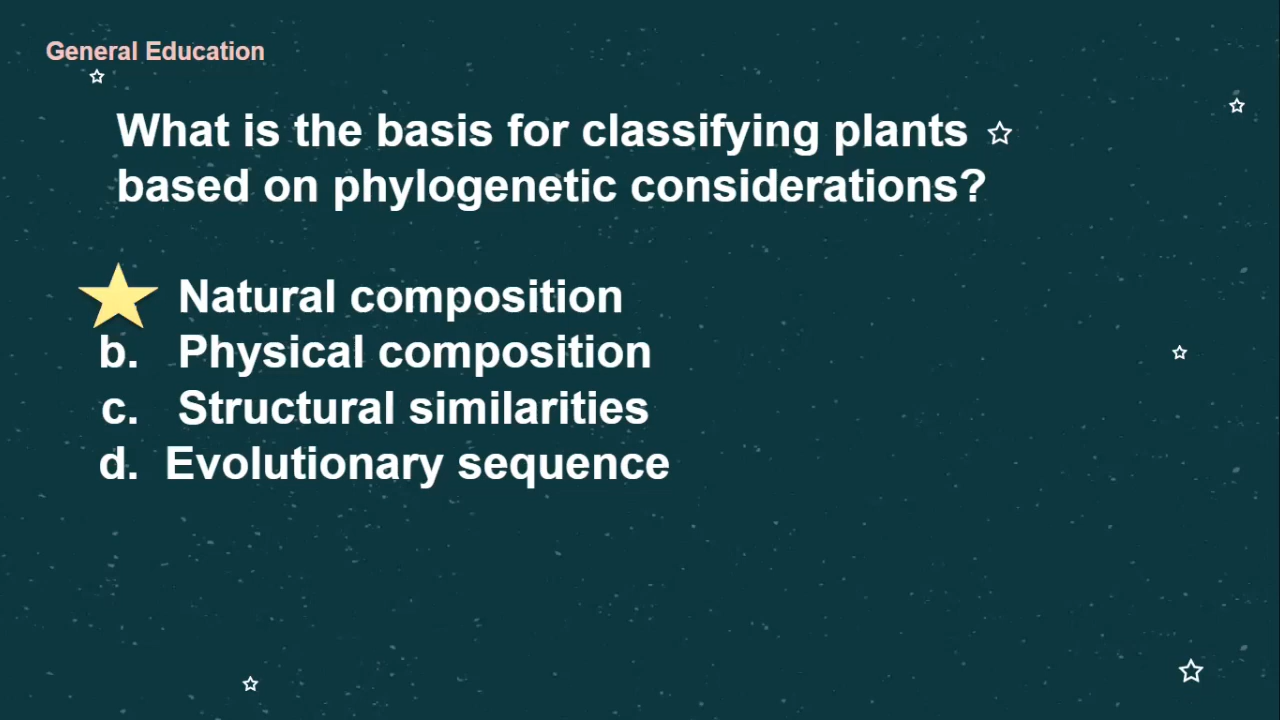 General Education
What is the basis for classifying plants
based on phylogenetic considerations?
Natural composition
b. Physical composition
c. Structural similarities
d. Evolutionary sequence